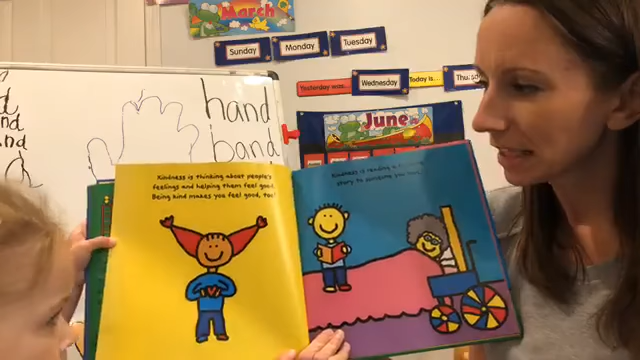 March
Sunday
Monday
Tuesday
Yesterday was...
Wednesday
Today is...
June
hand
band
Kindness is thinking about people's
feelings and helping them feel good.
Being kind makes you feel good, too!
Kindness is reading a
story to someone you